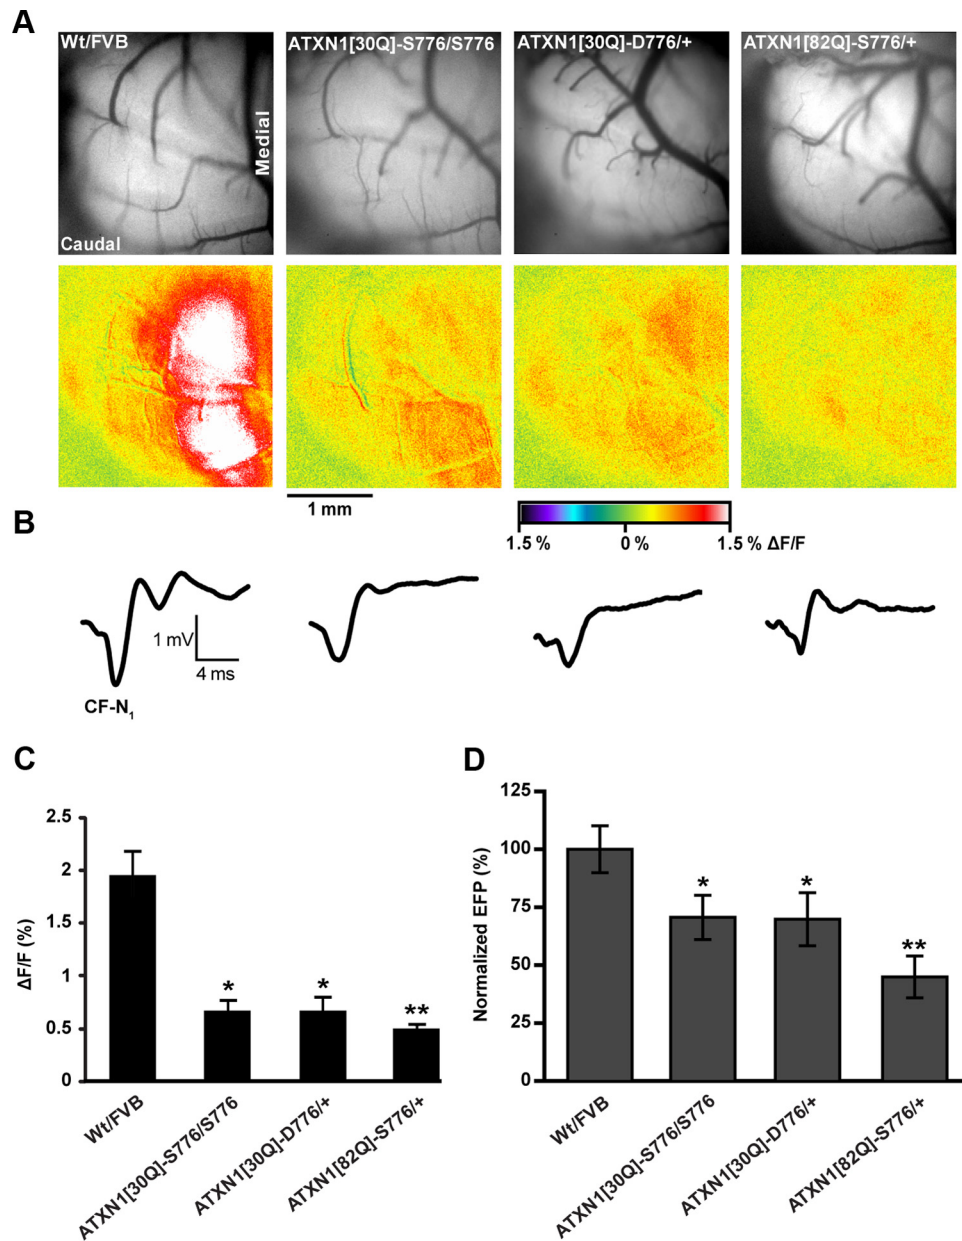 A
Wt/FVB
ATXN1[30Q]-S776/S776
ATXN1[30Q]-D776/+
ATXN1[82Q]-S776/+
Medial
Caudal
1 mm
1.5 %
0 %
1.5 % ΔF/F
B
1 mV
4 ms
CF-N1
C
ΔF/F (%)
2.5
2
1.5
1
0.5
0
*
*
**
Wt/FVB
ATXN1[30Q]-S776/S776
ATXN1[30Q]-D776/+
ATXN1[82Q]-S776/+
D
Normalized EFP (%)
125
100
75
50
25
0
*
*
**
Wt/FVB
ATXN1[30Q]-S776/S776
ATXN1[30Q]-D776/+
ATXN1[82Q]-S776/+